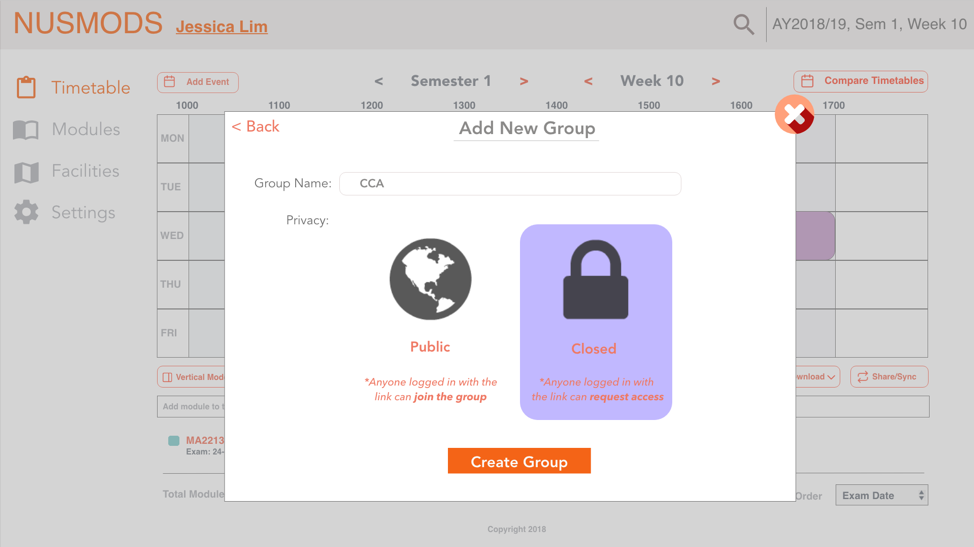 NUSMODS Jessica Lim
AY2018/19, Sem 1, Week 10
Timetable
Modules
Facilities
Settings
Add Event
< Semester 1 >
< Week 10 >
Compare Timetables
1000 1100 1200 1300 1400 1500 1600 1700
MON
TUE
WED
THU
FRI
< Back
Add New Group
Group Name: CCA
Privacy:
Public
*Anyone logged in with the
link can join the group
Closed
*Anyone logged in with
the link can request access
Create Group
Vertical Mod
wnload
Share/Sync
Add module to t
MA2213
Exam: 24-
Total Module
Order
Exam Date
Copyright 2018